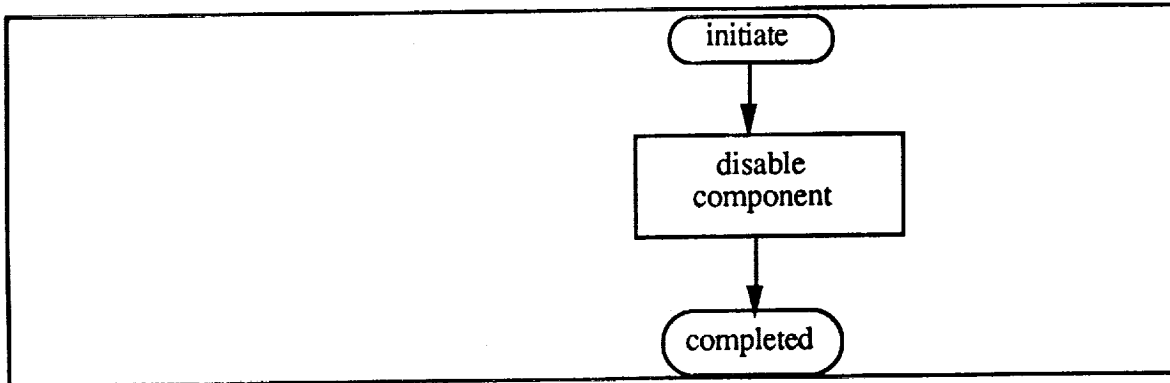 initiate
disable
component
completed